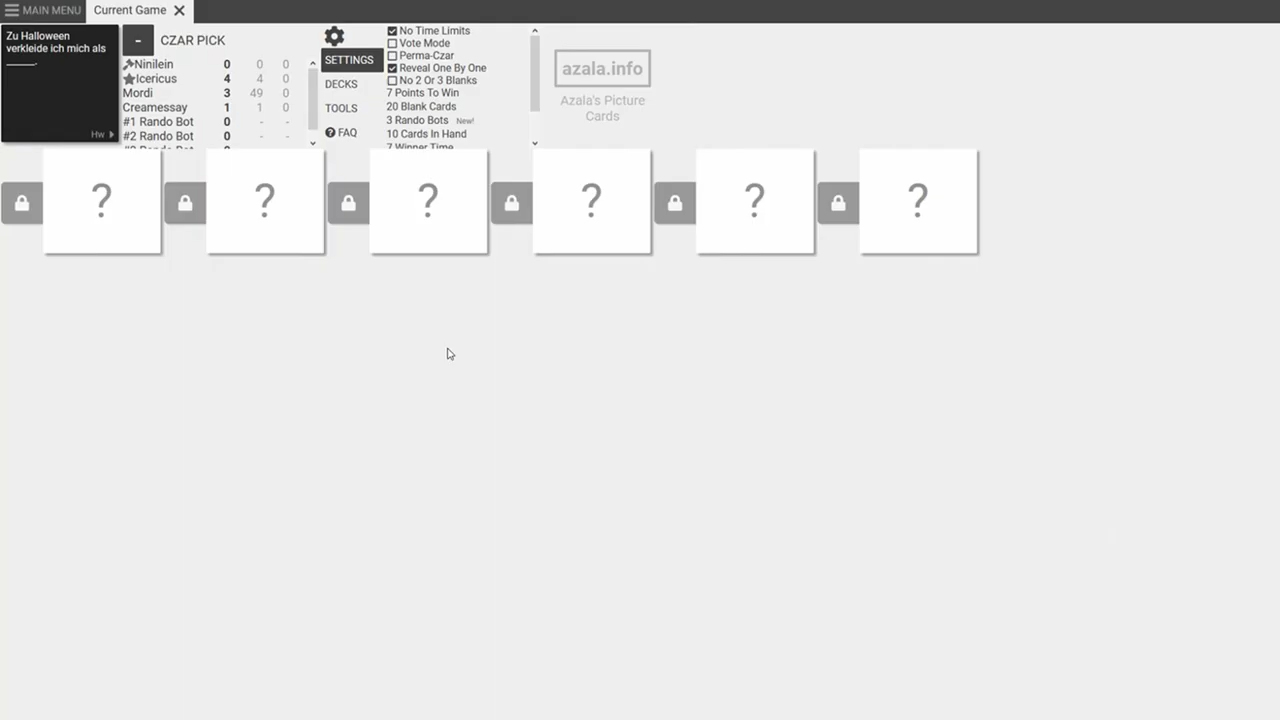 MAIN MENU
Current Game
Zu Halloween
verkleide ich mich als
______.
Hw
- CZAR PICK
Ninilein 0 0 0
Icericus 4 4 0
Mordi 3 49 0
Creamessay 1 1 0
#1 Rando Bot 0 - -
#2 Rando Bot 0 - -
SETTINGS
DECKS
TOOLS
? FAQ
No Time Limits
Vote Mode
Perma-Czar
Reveal One By One
No 2 Or 3 Blanks
7 Points To Win
20 Blank Cards
3 Rando Bots New!
10 Cards In Hand
7 Winner Time
azala.info
Azala's Picture
Cards
? ? ? ? ? ?